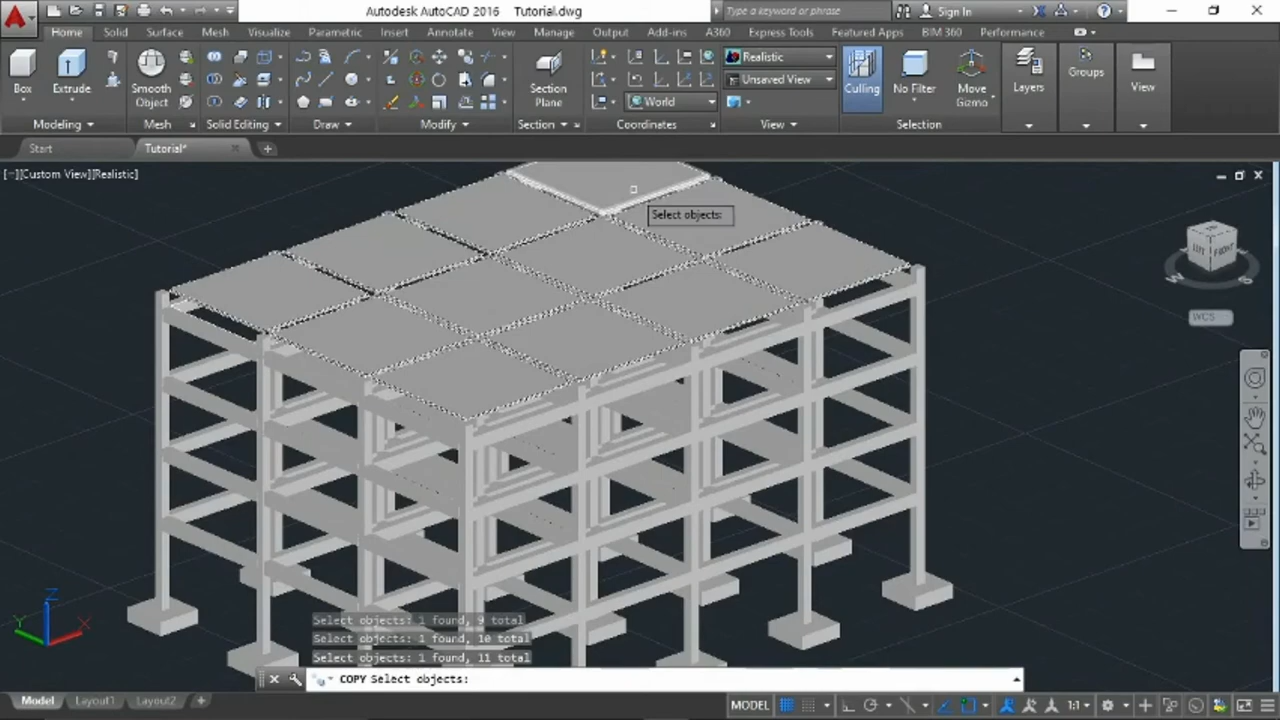 Autodesk AutoCAD 2016 Tutorial.dwg
Type a keyword or phrase
Sign In
Home Solid Surface Mesh Visualize Parametric Insert Annotate View Manage Output Add-ins A360 Express Tools Featured Apps BIM 360 Performance
Box
Extrude
Smooth
Object
Section
Plane
Realistic
Unsaved View
World
Culling
No Filter
Move
Gizmo
Layers
Groups
View
Modeling
Mesh
Solid Editing
Draw
Modify
Section
Coordinates
View
Selection
Start
Tutorial*
[−][Custom View][Realistic]
Select objects:
FRONT
WCS
Z
Y
X
Select objects: 1 found, 9 total
Select objects: 1 found, 10 total
Select objects: 1 found, 11 total
COPY Select objects:
Model Layout1 Layout2
MODEL
1:1